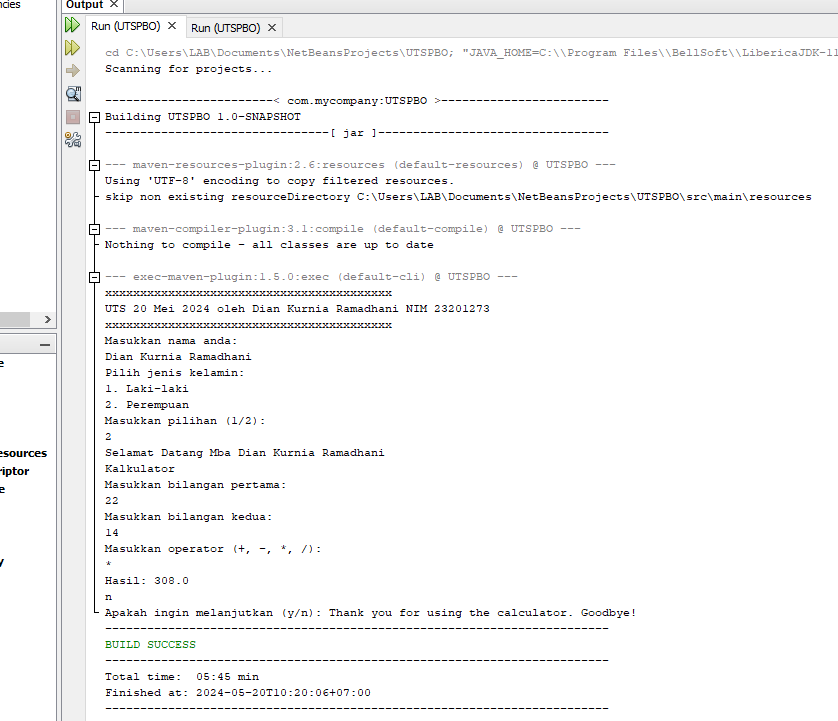 ncies
Output
Run (UTSPBO) Run (UTSPBO)
cd C:\Users\LAB\Documents\NetBeansProjects\UTSPBO; "JAVA_HOME=C:\\Program Files\\BellSoft\\LibericaJDK-11
Scanning for projects...
------------------------< com.mycompany:UTSPBO >------------------------
Building UTSPBO 1.0-SNAPSHOT
--------------------------------[ jar ]---------------------------------
--- maven-resources-plugin:2.6:resources (default-resources) @ UTSPBO ---
Using 'UTF-8' encoding to copy filtered resources.
skip non existing resourceDirectory C:\Users\LAB\Documents\NetBeansProjects\UTSPBO\src\main\resources
--- maven-compiler-plugin:3.1:compile (default-compile) @ UTSPBO ---
Nothing to compile - all classes are up to date
--- exec-maven-plugin:1.5.0:exec (default-cli) @ UTSPBO ---
xxxxxxxxxxxxxxxxxxxxxxxxxxxxxxxxxxxxxxxxx
UTS 20 Mei 2024 oleh Dian Kurnia Ramadhani NIM 23201273
xxxxxxxxxxxxxxxxxxxxxxxxxxxxxxxxxxxxxxxxx
Masukkan nama anda:
Dian Kurnia Ramadhani
Pilih jenis kelamin:
1. Laki-laki
2. Perempuan
Masukkan pilihan (1/2):
2
Selamat Datang Mba Dian Kurnia Ramadhani
Kalkulator
Masukkan bilangan pertama:
22
Masukkan bilangan kedua:
14
Masukkan operator (+, -, *, /):
*
Hasil: 308.0
n
Apakah ingin melanjutkan (y/n): Thank you for using the calculator. Goodbye!
------------------------------------------------------------------------
BUILD SUCCESS
------------------------------------------------------------------------
Total time:  05:45 min
Finished at: 2024-05-20T10:20:06+07:00
------------------------------------------------------------------------
e
esources
riptor
e
y